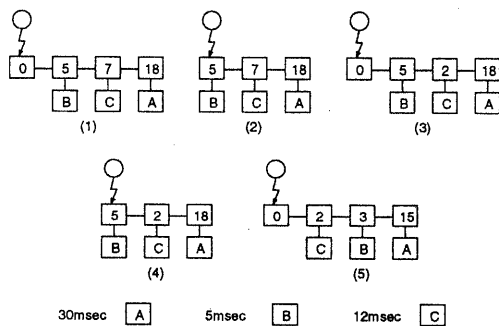 0 5 7 18
B C A
(1)
5 7 18
B C A
(2)
0 5 2 18
B C A
(3)
5 2 18
B C A
(4)
0 2 3 15
C B A
(5)
30msec A 5msec B 12msec C